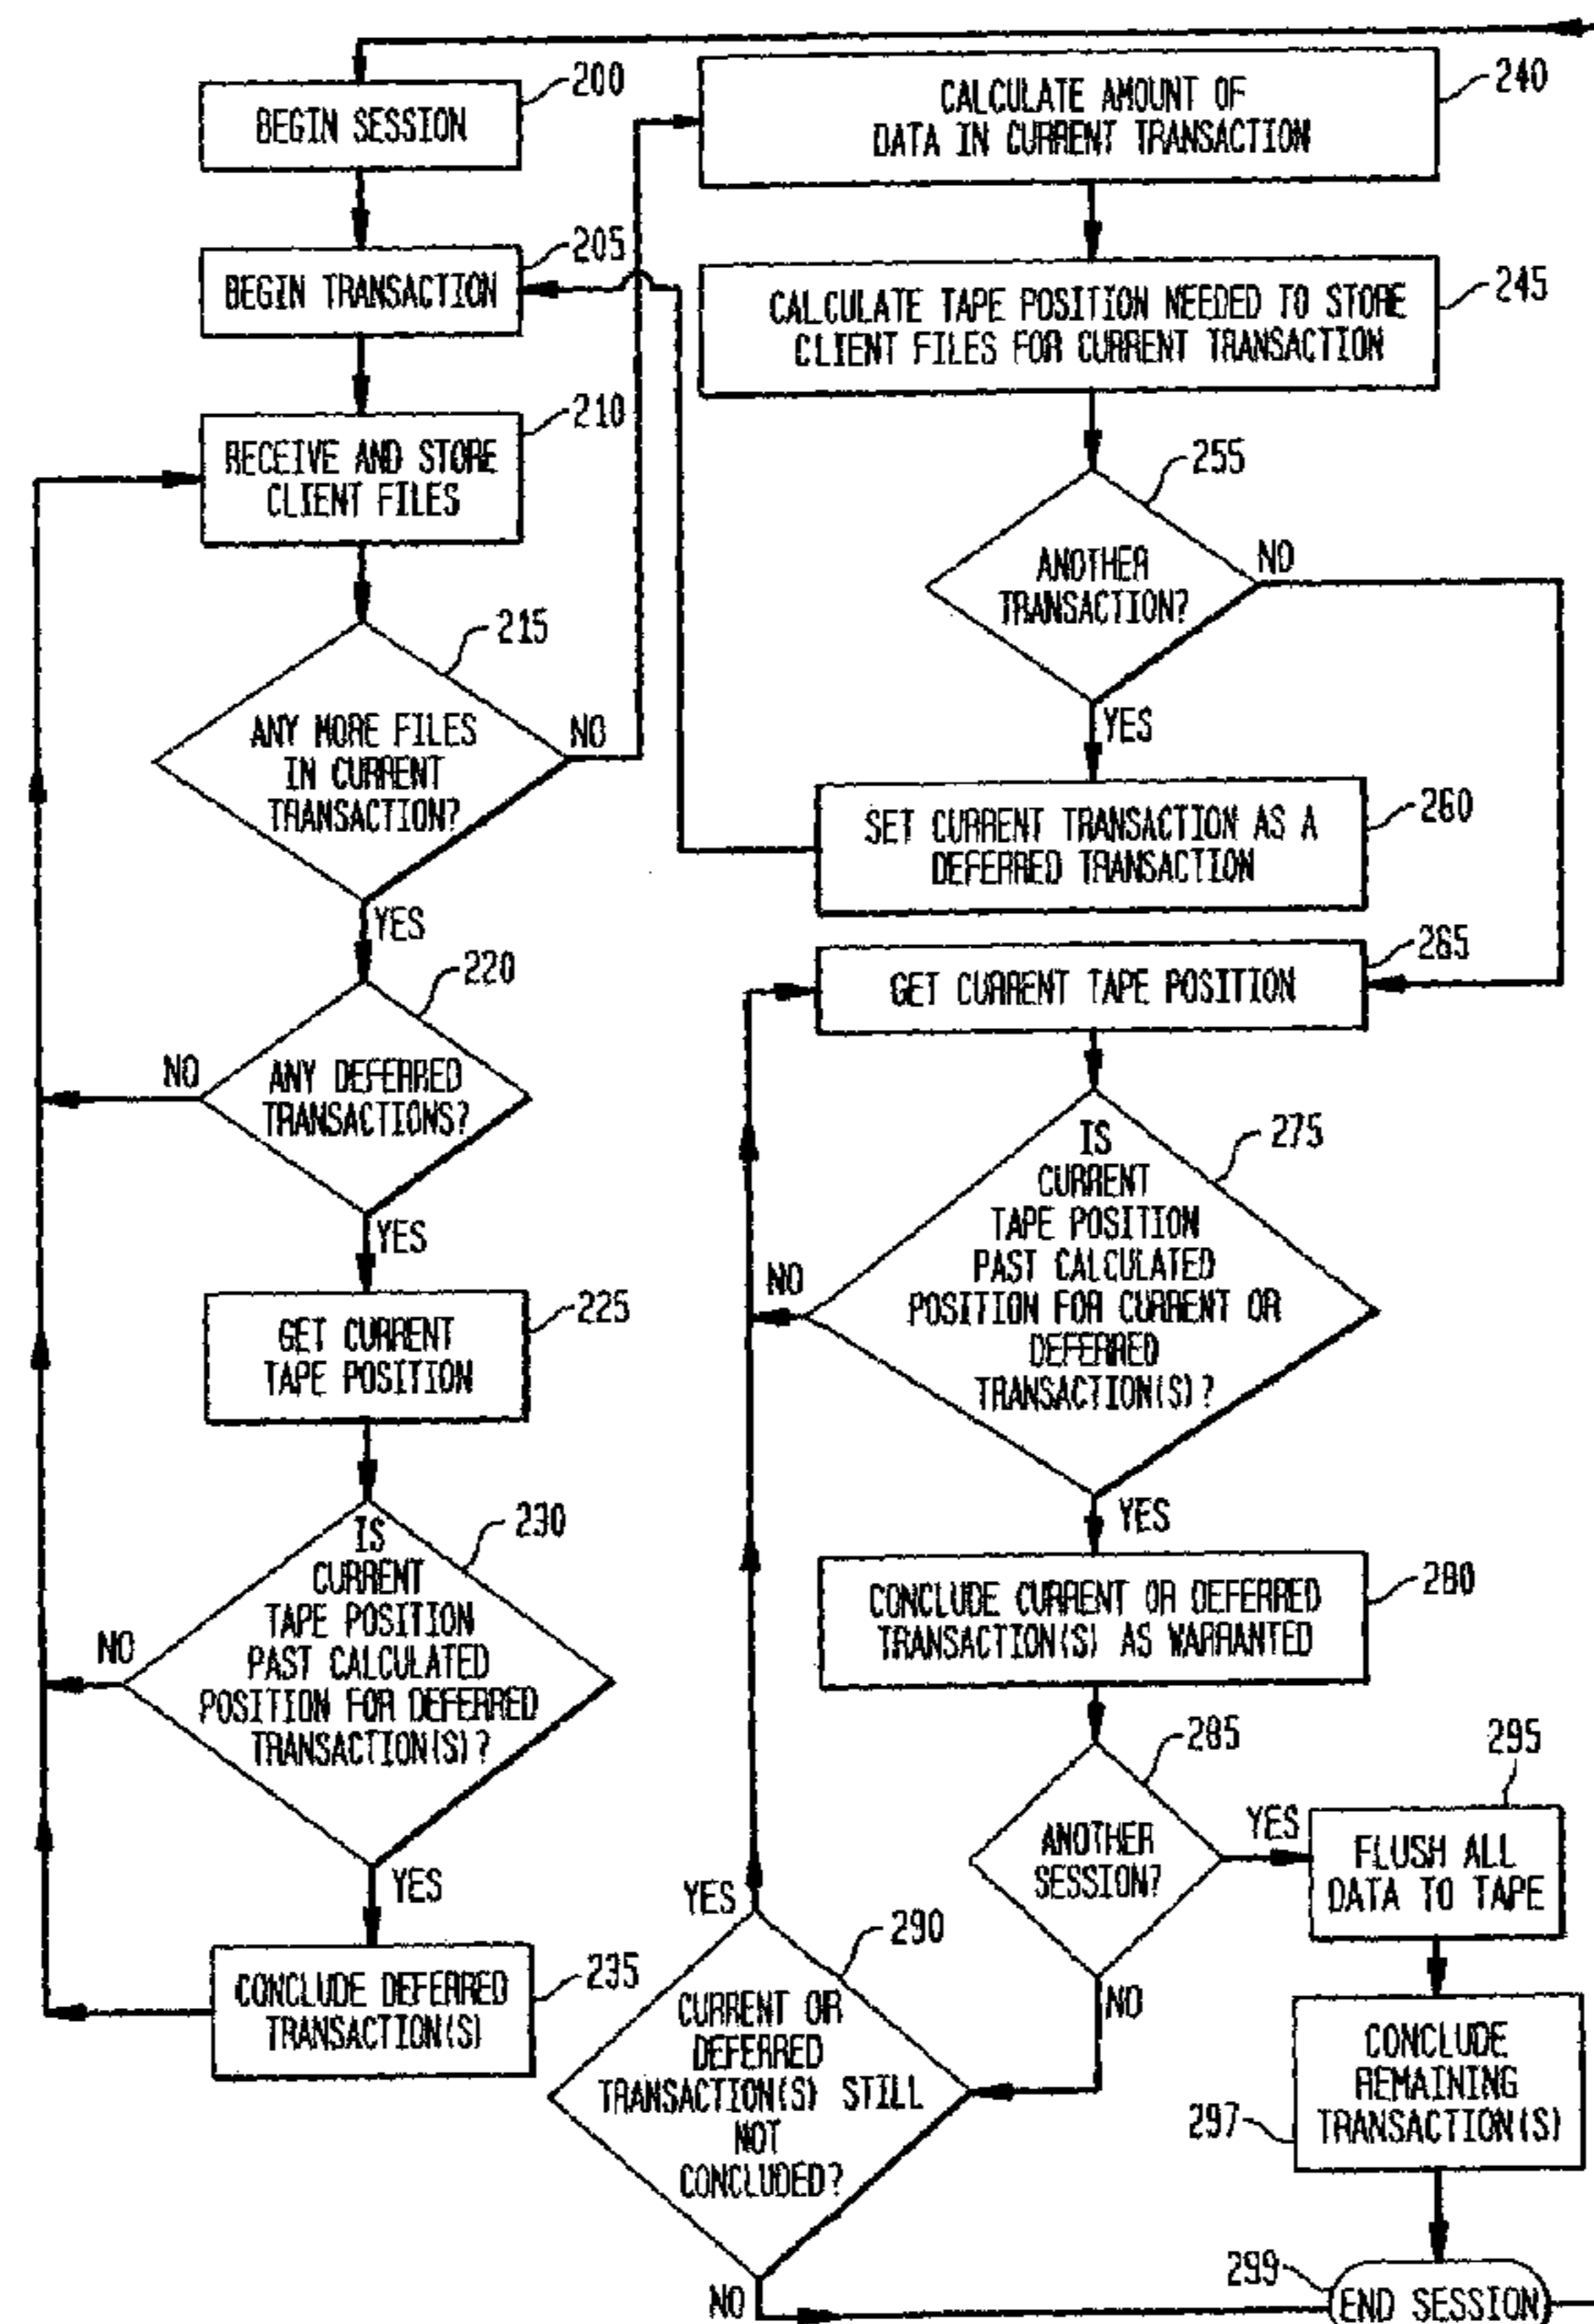 200
BEGIN SESSION
205
BEGIN TRANSACTION
210
RECEIVE AND STORE
CLIENT FILES
215
ANY MORE FILES
IN CURRENT
TRANSACTION?
NO
YES
220
ANY DEFERRED
TRANSACTIONS?
NO
YES
225
GET CURRENT
TAPE POSITION
230
IS
CURRENT
TAPE POSITION
PAST CALCULATED
POSITION FOR DEFERRED
TRANSACTION(S)?
NO
YES
235
CONCLUDE DEFERRED
TRANSACTION(S)
240
CALCULATE AMOUNT OF
DATA IN CURRENT TRANSACTION
245
CALCULATE TAPE POSITION NEEDED TO STORE
CLIENT FILES FOR CURRENT TRANSACTION
255
ANOTHER
TRANSACTION?
NO
YES
260
SET CURRENT TRANSACTION AS A
DEFERRED TRANSACTION
265
GET CURRENT TAPE POSITION
275
IS
CURRENT
TAPE POSITION
PAST CALCULATED
POSITION FOR CURRENT OR
DEFERRED
TRANSACTION(S)?
NO
YES
280
CONCLUDE CURRENT OR DEFERRED
TRANSACTION(S) AS WARRANTED
285
ANOTHER
SESSION?
YES
NO
290
CURRENT OR
DEFERRED
TRANSACTION(S) STILL
NOT
CONCLUDED?
YES
NO
295
FLUSH ALL
DATA TO TAPE
297
CONCLUDE
REMAINING
TRANSACTION(S)
299
END SESSION